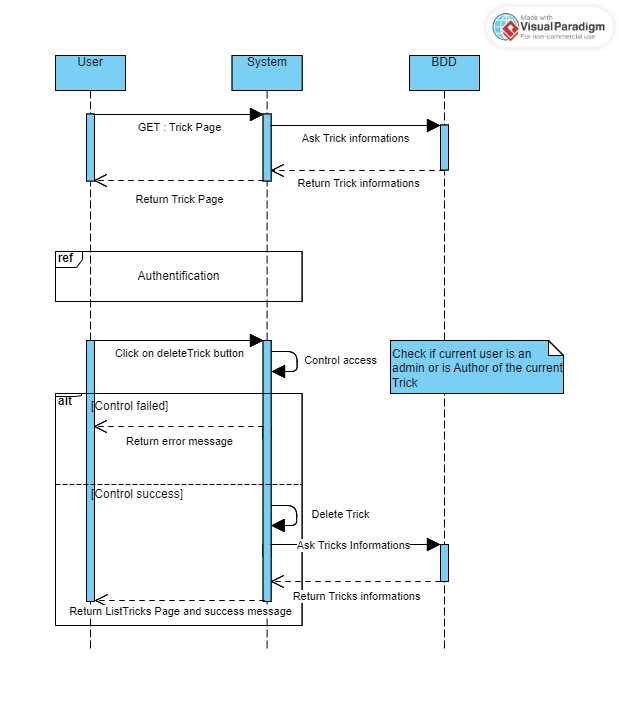 Made with
VisualParadigm
For non-commercial use
User
System
BDD
GET : Trick Page
Ask Trick informations
Return Trick informations
Return Trick Page
ref
Authentification
Click on deleteTrick button
Control access
Check if current user is an
admin or is Author of the current
Trick
alt
[Control failed]
Return error message
[Control success]
Delete Trick
Ask Tricks Informations
Return Tricks informations
Return ListTricks Page and success message